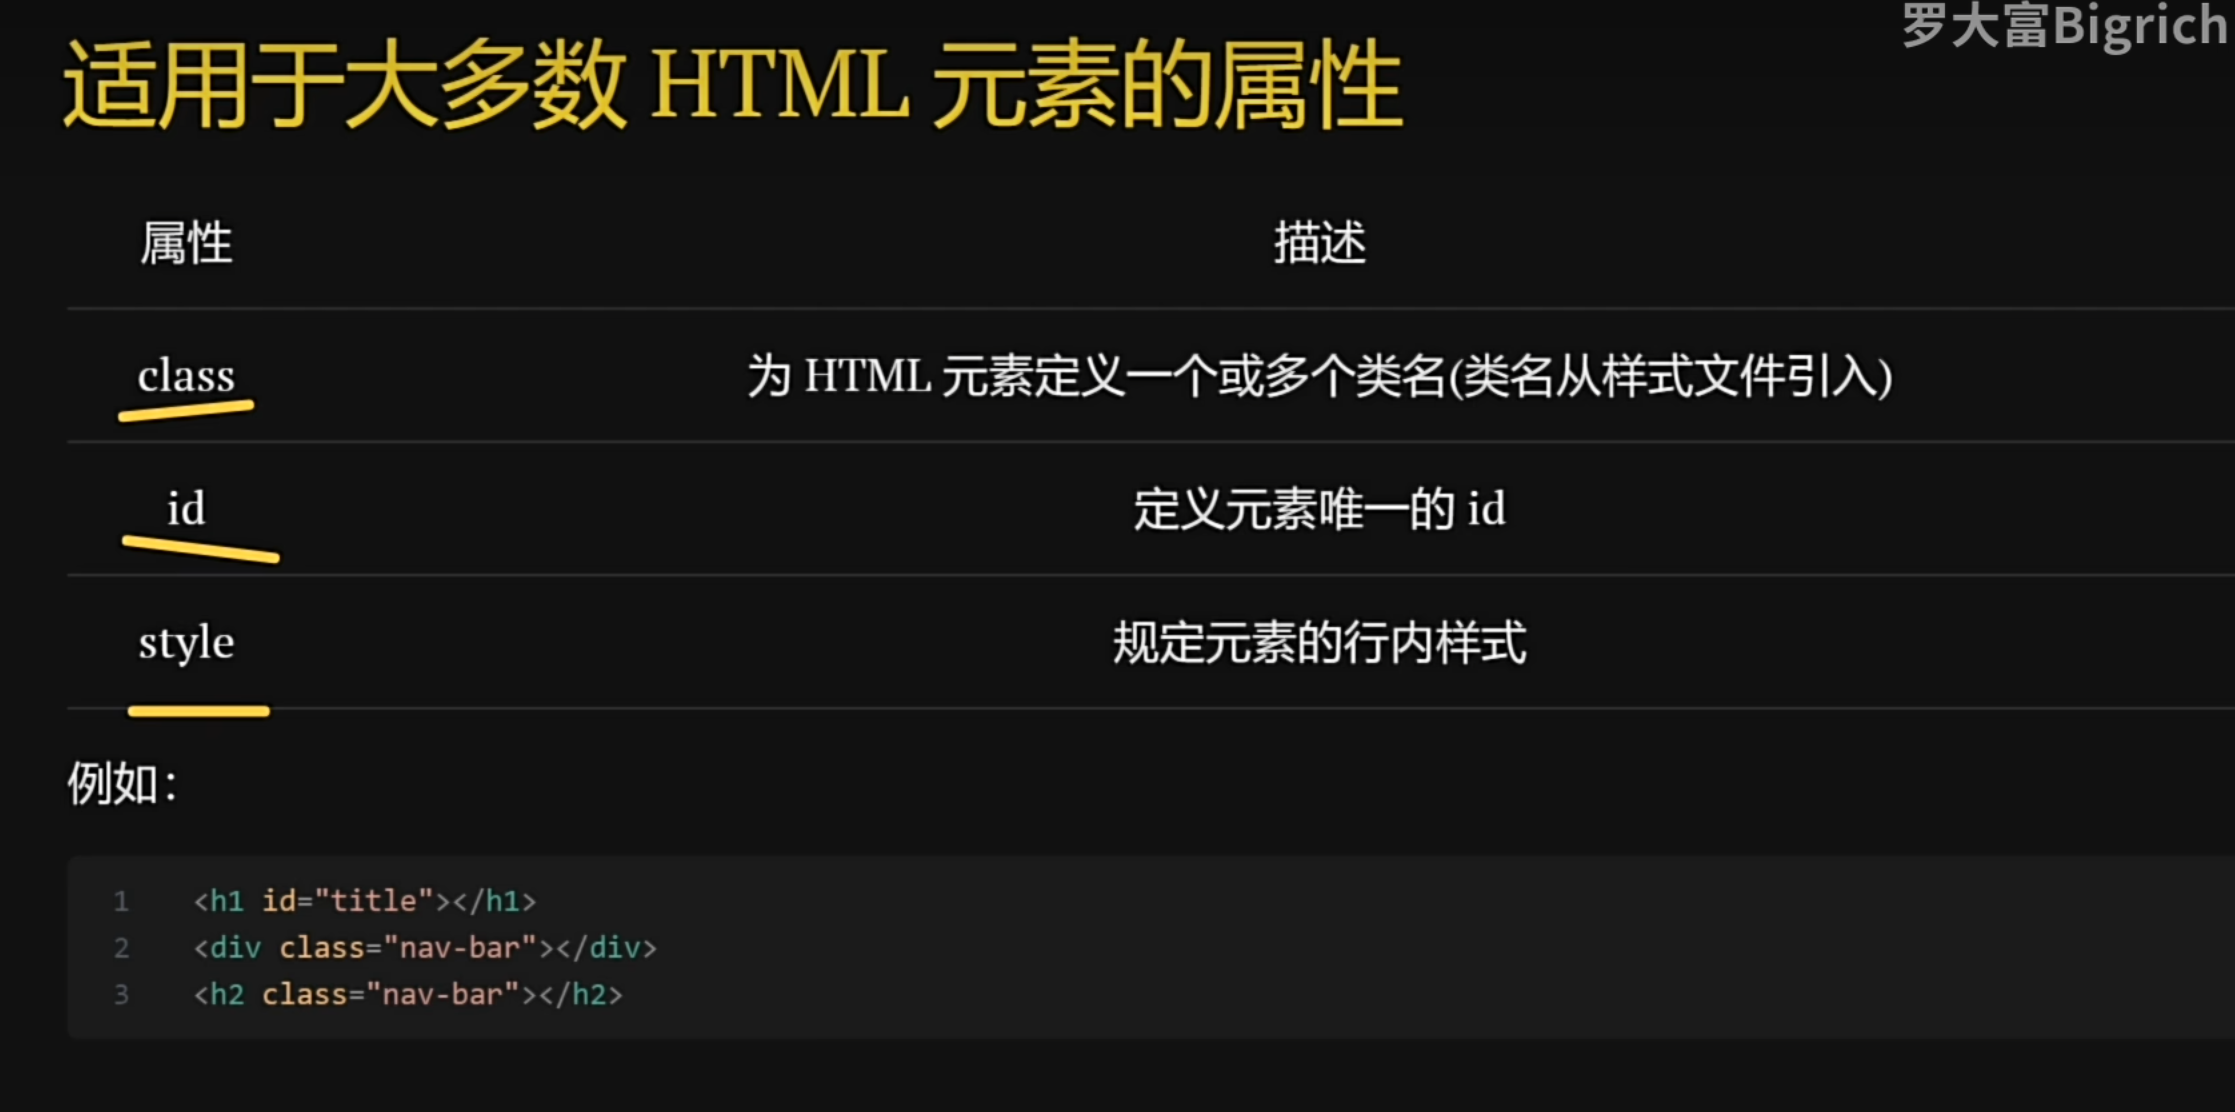 罗大富Bigrich
适用于大多数 HTML 元素的属性
属性 描述
class 为 HTML 元素定义一个或多个类名(类名从样式文件引入)
id 定义元素唯一的 id
style 规定元素的行内样式
例如：
1 <h1 id="title"></h1>
2 <div class="nav-bar"></div>
3 <h2 class="nav-bar"></h2>